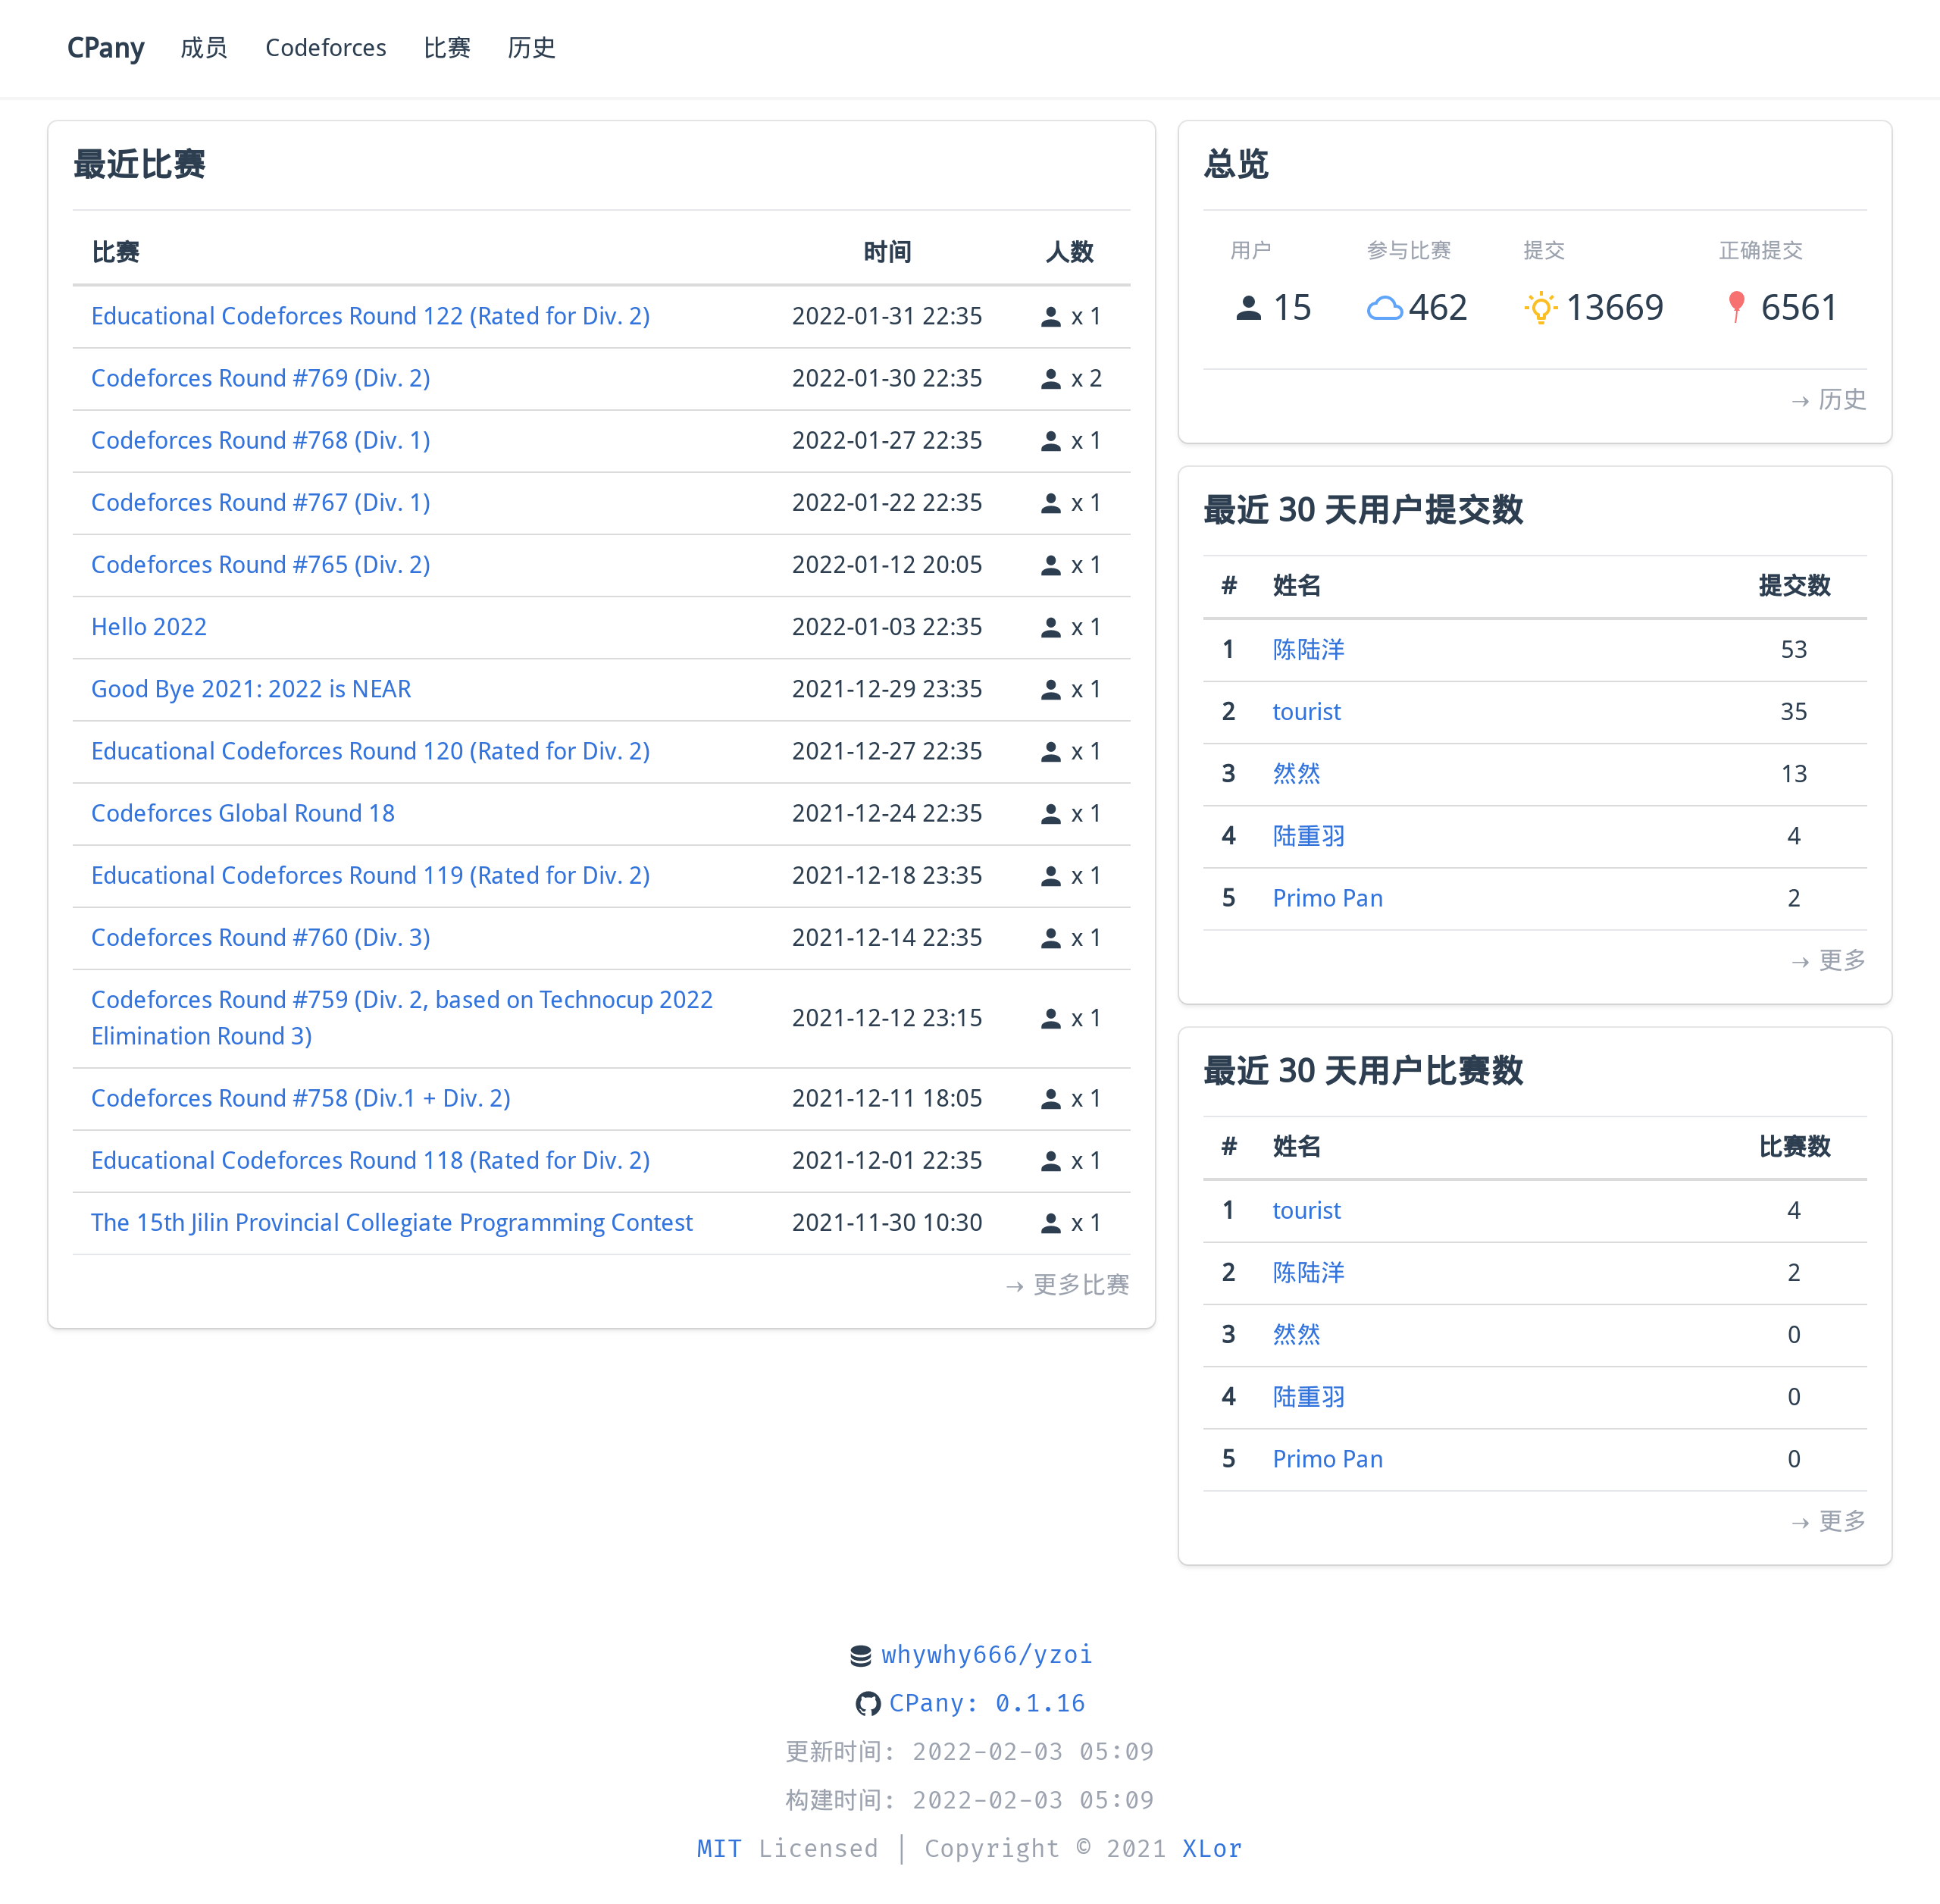 CPany 成员 Codeforces 比赛 历史
最近比赛
比赛 时间 人数
Educational Codeforces Round 122 (Rated for Div. 2) 2022-01-31 22:35 x 1
Codeforces Round #769 (Div. 2) 2022-01-30 22:35 x 2
Codeforces Round #768 (Div. 1) 2022-01-27 22:35 x 1
Codeforces Round #767 (Div. 1) 2022-01-22 22:35 x 1
Codeforces Round #765 (Div. 2) 2022-01-12 20:05 x 1
Hello 2022 2022-01-03 22:35 x 1
Good Bye 2021: 2022 is NEAR 2021-12-29 23:35 x 1
Educational Codeforces Round 120 (Rated for Div. 2) 2021-12-27 22:35 x 1
Codeforces Global Round 18 2021-12-24 22:35 x 1
Educational Codeforces Round 119 (Rated for Div. 2) 2021-12-18 23:35 x 1
Codeforces Round #760 (Div. 3) 2021-12-14 22:35 x 1
Codeforces Round #759 (Div. 2, based on Technocup 2022
Elimination Round 3) 2021-12-12 23:15 x 1
Codeforces Round #758 (Div.1 + Div. 2) 2021-12-11 18:05 x 1
Educational Codeforces Round 118 (Rated for Div. 2) 2021-12-01 22:35 x 1
The 15th Jilin Provincial Collegiate Programming Contest 2021-11-30 10:30 x 1
→ 更多比赛
总览
用户 参与比赛 提交 正确提交
15 462 13669 6561
→ 历史
最近 30 天用户提交数
# 姓名 提交数
1 陈陆洋 53
2 tourist 35
3 然然 13
4 陆重羽 4
5 Primo Pan 2
→ 更多
最近 30 天用户比赛数
# 姓名 比赛数
1 tourist 4
2 陈陆洋 2
3 然然 0
4 陆重羽 0
5 Primo Pan 0
→ 更多
whywhy666/yzoi
CPany: 0.1.16
更新时间: 2022-02-03 05:09
构建时间: 2022-02-03 05:09
MIT Licensed | Copyright © 2021 XLor